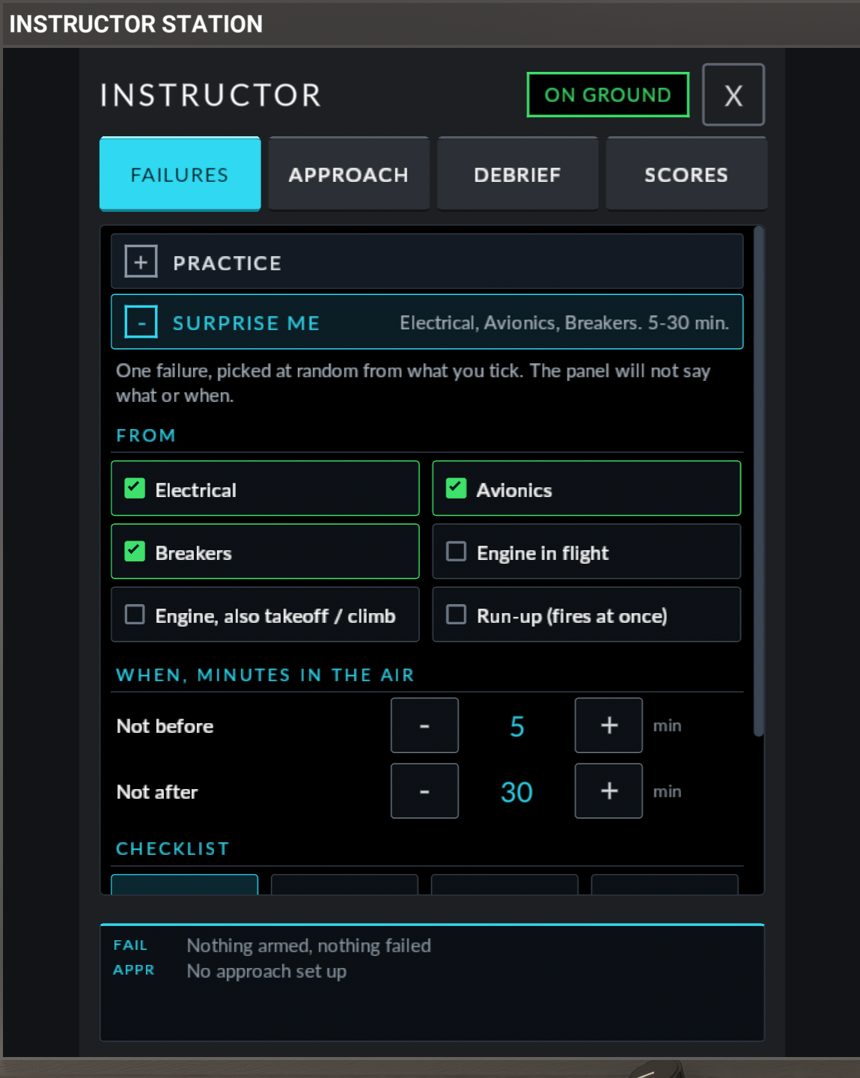 INSTRUCTOR STATION
INSTRUCTOR
ON GROUND
X
FAILURES
APPROACH
DEBRIEF
SCORES
+ PRACTICE
- SURPRISE ME
Electrical, Avionics, Breakers. 5-30 min.
One failure, picked at random from what you tick. The panel will not say
what or when.
FROM
Electrical
Avionics
Breakers
Engine in flight
Engine, also takeoff / climb
Run-up (fires at once)
WHEN, MINUTES IN THE AIR
Not before - 5 + min
Not after - 30 + min
CHECKLIST
FAIL Nothing armed, nothing failed
APPR No approach set up